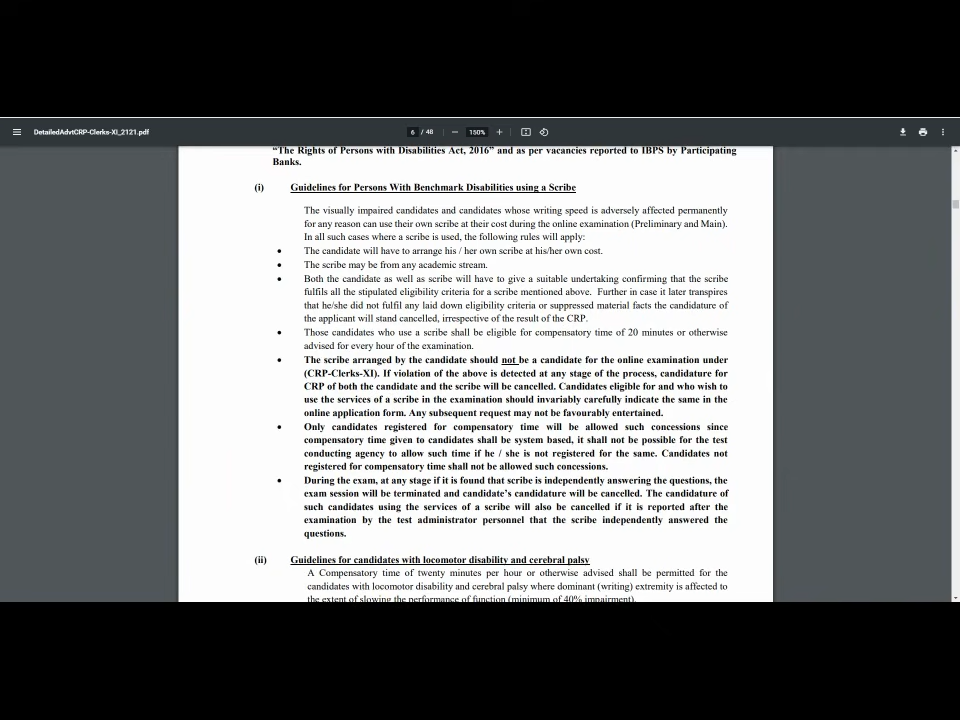 DetailedAdvtCRP-Clerks-XI_2121.pdf
6 / 48
150%
"The Rights of Persons with Disabilities Act, 2016" and as per vacancies reported to IBPS by Participating
Banks.
(i) Guidelines for Persons With Benchmark Disabilities using a Scribe
The visually impaired candidates and candidates whose writing speed is adversely affected permanently
for any reason can use their own scribe at their cost during the online examination (Preliminary and Main).
In all such cases where a scribe is used, the following rules will apply:
• The candidate will have to arrange his / her own scribe at his/her own cost.
• The scribe may be from any academic stream.
• Both the candidate as well as scribe will have to give a suitable undertaking confirming that the scribe
fulfils all the stipulated eligibility criteria for a scribe mentioned above. Further in case it later transpires
that he/she did not fulfil any laid down eligibility criteria or suppressed material facts the candidature of
the applicant will stand cancelled, irrespective of the result of the CRP.
• Those candidates who use a scribe shall be eligible for compensatory time of 20 minutes or otherwise
advised for every hour of the examination.
• The scribe arranged by the candidate should not be a candidate for the online examination under
(CRP-Clerks-XI). If violation of the above is detected at any stage of the process, candidature for
CRP of both the candidate and the scribe will be cancelled. Candidates eligible for and who wish to
use the services of a scribe in the examination should invariably carefully indicate the same in the
online application form. Any subsequent request may not be favourably entertained.
• Only candidates registered for compensatory time will be allowed such concessions since
compensatory time given to candidates shall be system based, it shall not be possible for the test
conducting agency to allow such time if he / she is not registered for the same. Candidates not
registered for compensatory time shall not be allowed such concessions.
• During the exam, at any stage if it is found that scribe is independently answering the questions, the
exam session will be terminated and candidate's candidature will be cancelled. The candidature of
such candidates using the services of a scribe will also be cancelled if it is reported after the
examination by the test administrator personnel that the scribe independently answered the
questions.
(ii) Guidelines for candidates with locomotor disability and cerebral palsy
A Compensatory time of twenty minutes per hour or otherwise advised shall be permitted for the
candidates with locomotor disability and cerebral palsy where dominant (writing) extremity is affected to
the extent of slowing the performance of function (minimum of 40% impairment).